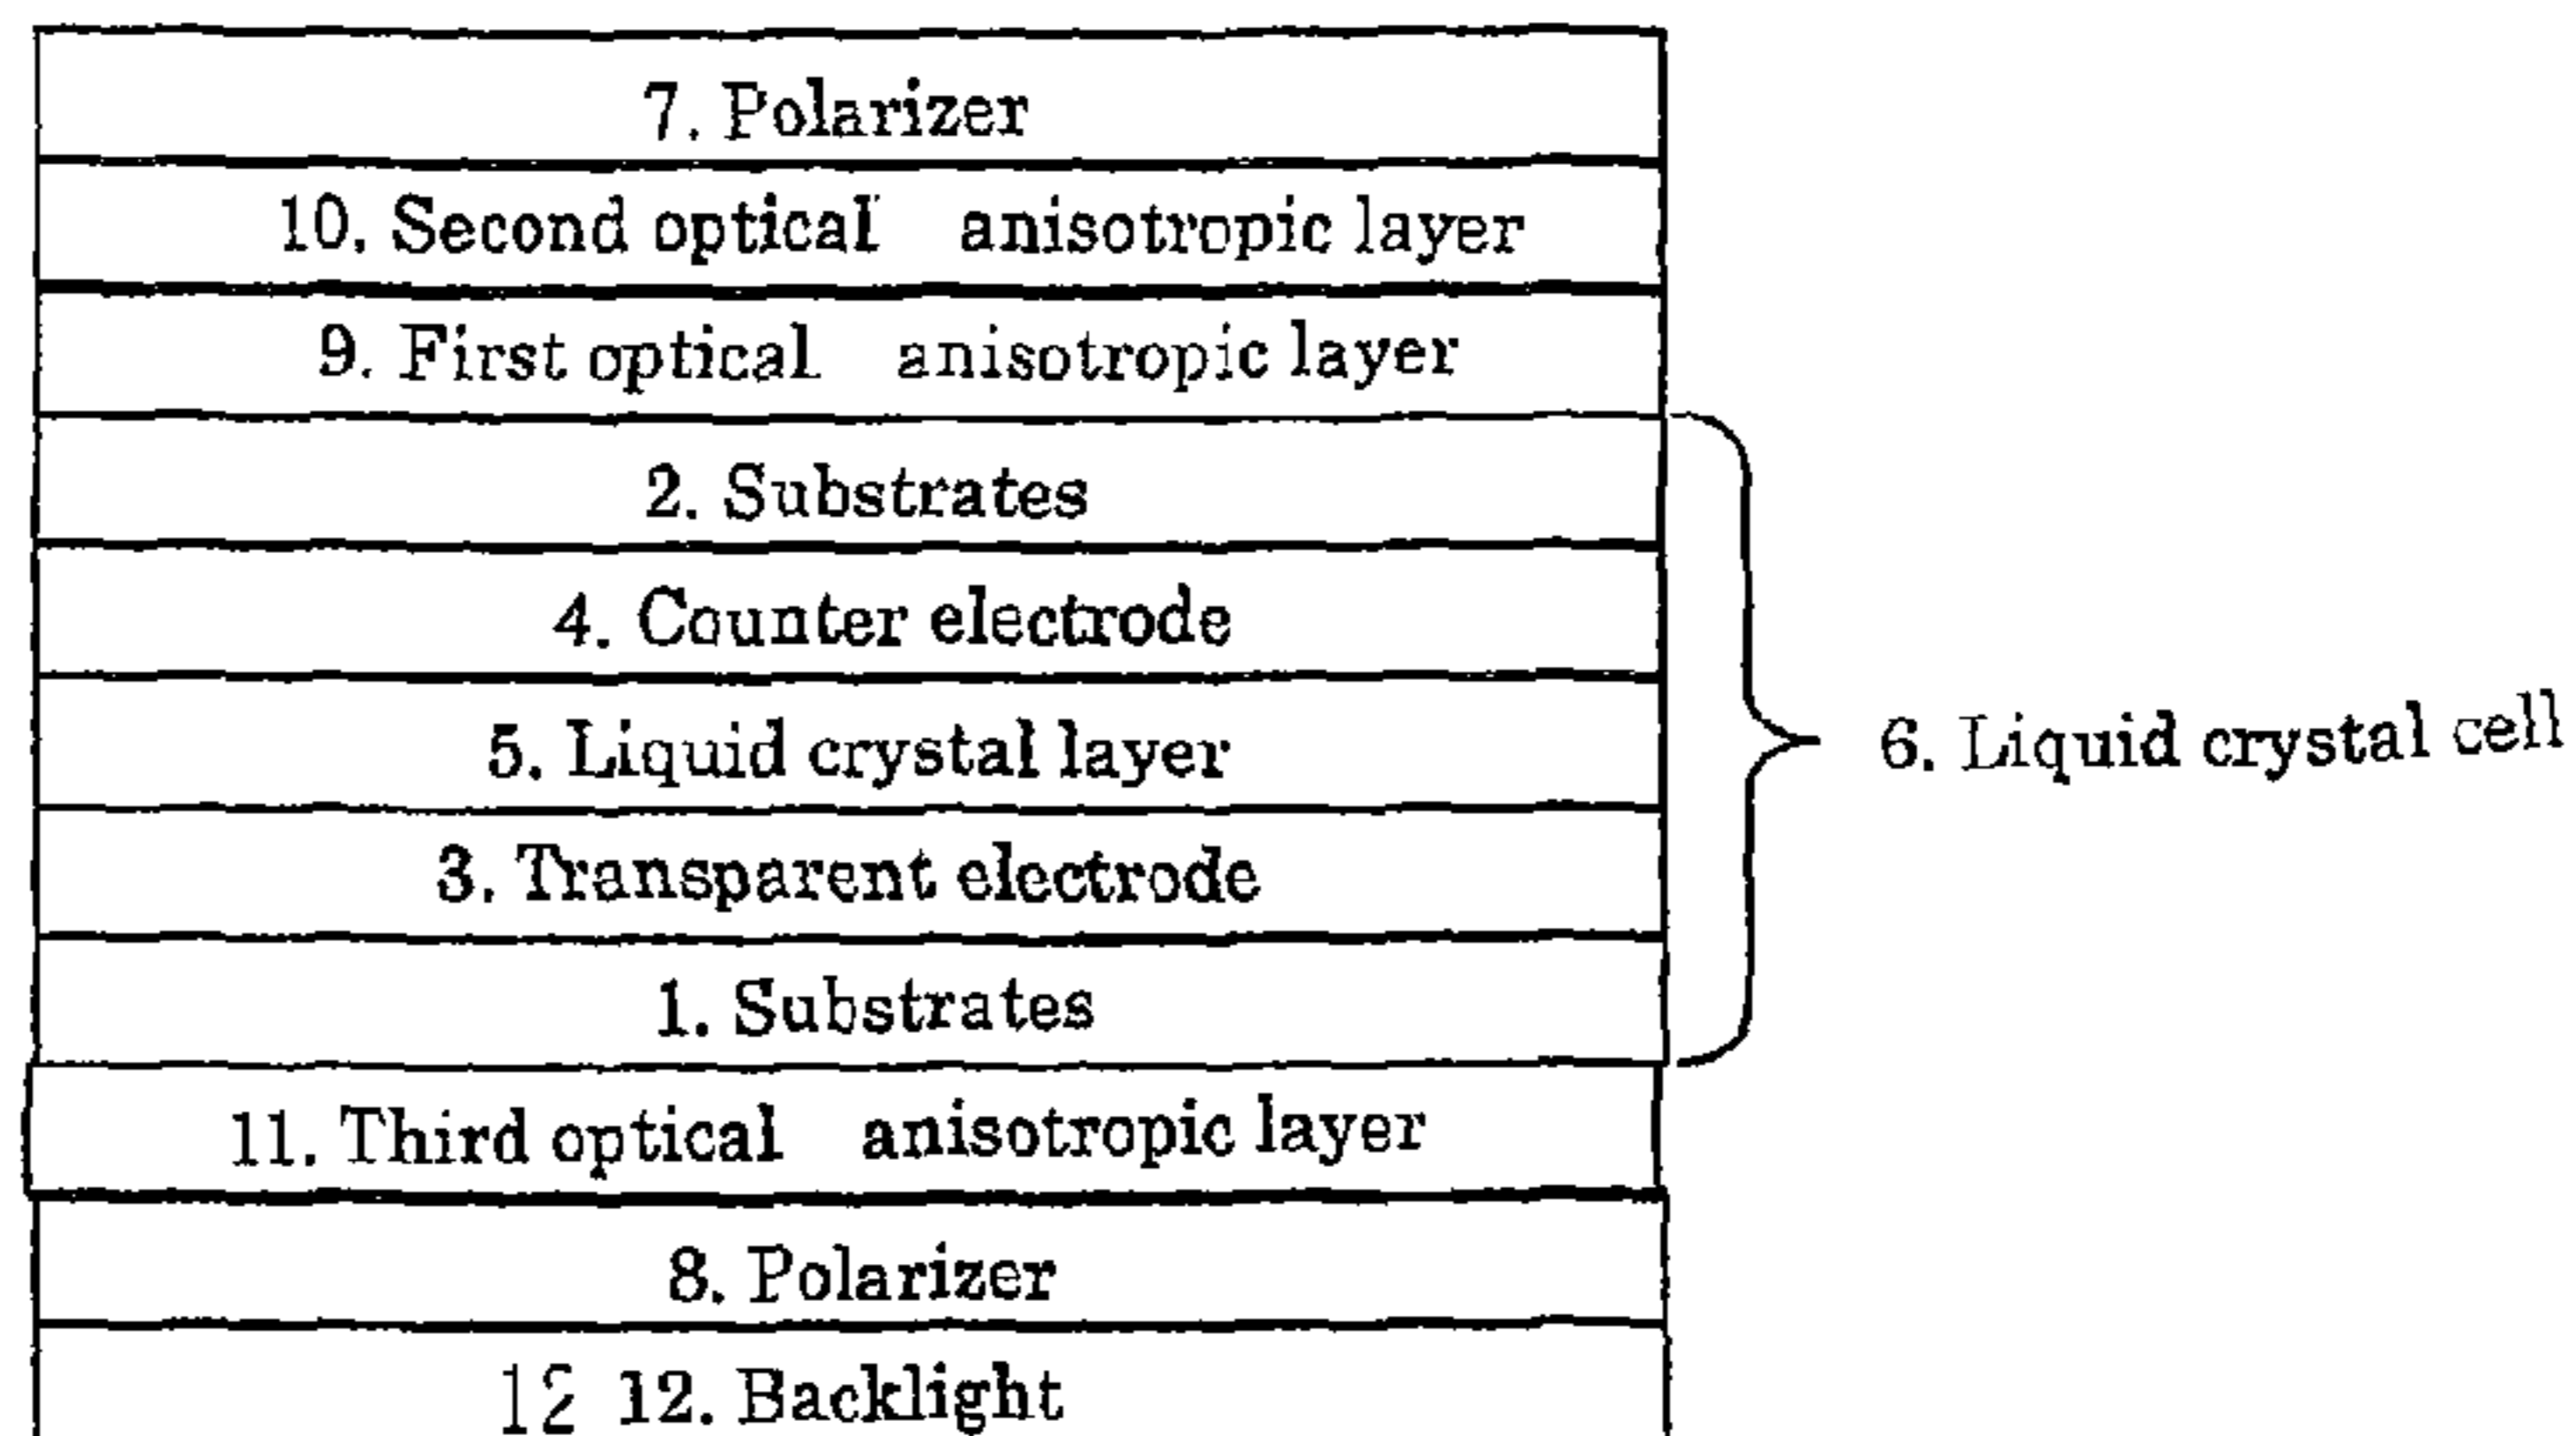 7. Polarizer
10. Second optical anisotropic layer
9. First optical anisotropic layer
2. Substrates
4. Counter electrode
5. Liquid crystal layer
6. Liquid crystal cell
3. Transparent electrode
1. Substrates
11. Third optical anisotropic layer
8. Polarizer
12 12. Backlight